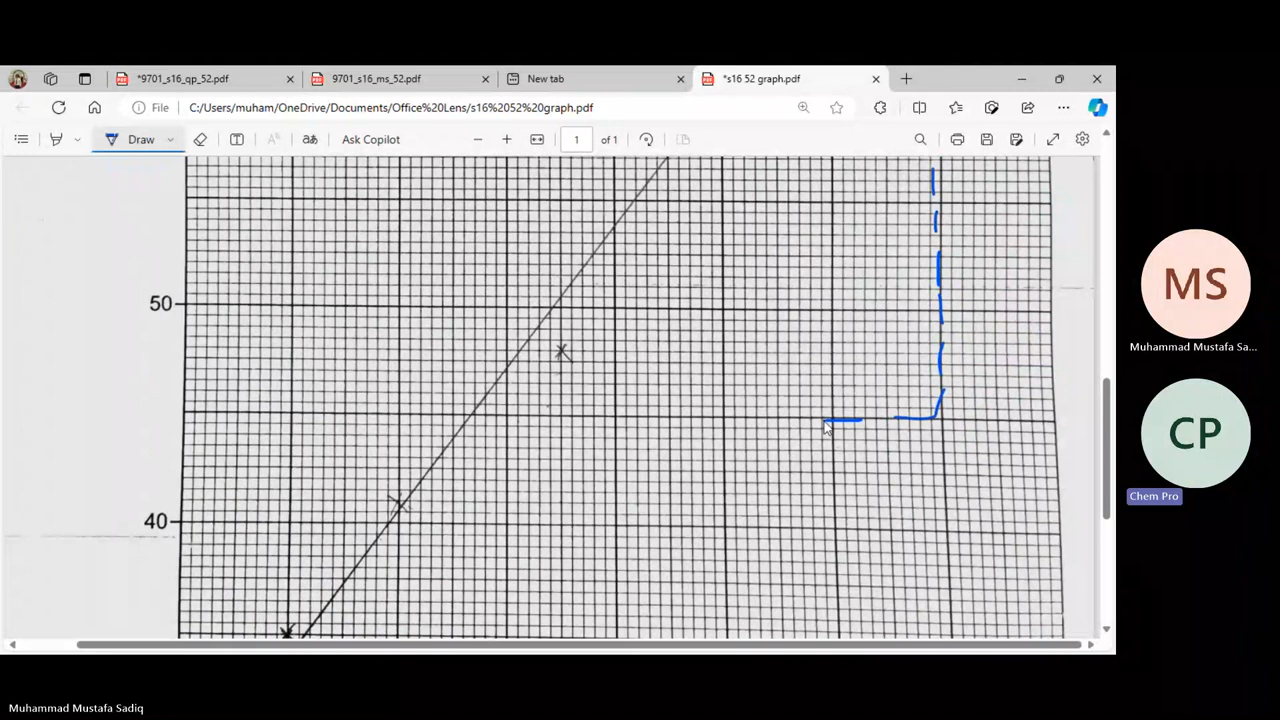 *9701_s16_qp_52.pdf
9701_s16_ms_52.pdf
New tab
*s16 52 graph.pdf
File
C:/Users/muham/OneDrive/Documents/Office%20Lens/s16%2052%20graph.pdf
Draw
aあ
Ask Copilot
1
of 1
50
40
MS
Muhammad Mustafa Sa...
CP
Chem Pro
Muhammad Mustafa Sadiq